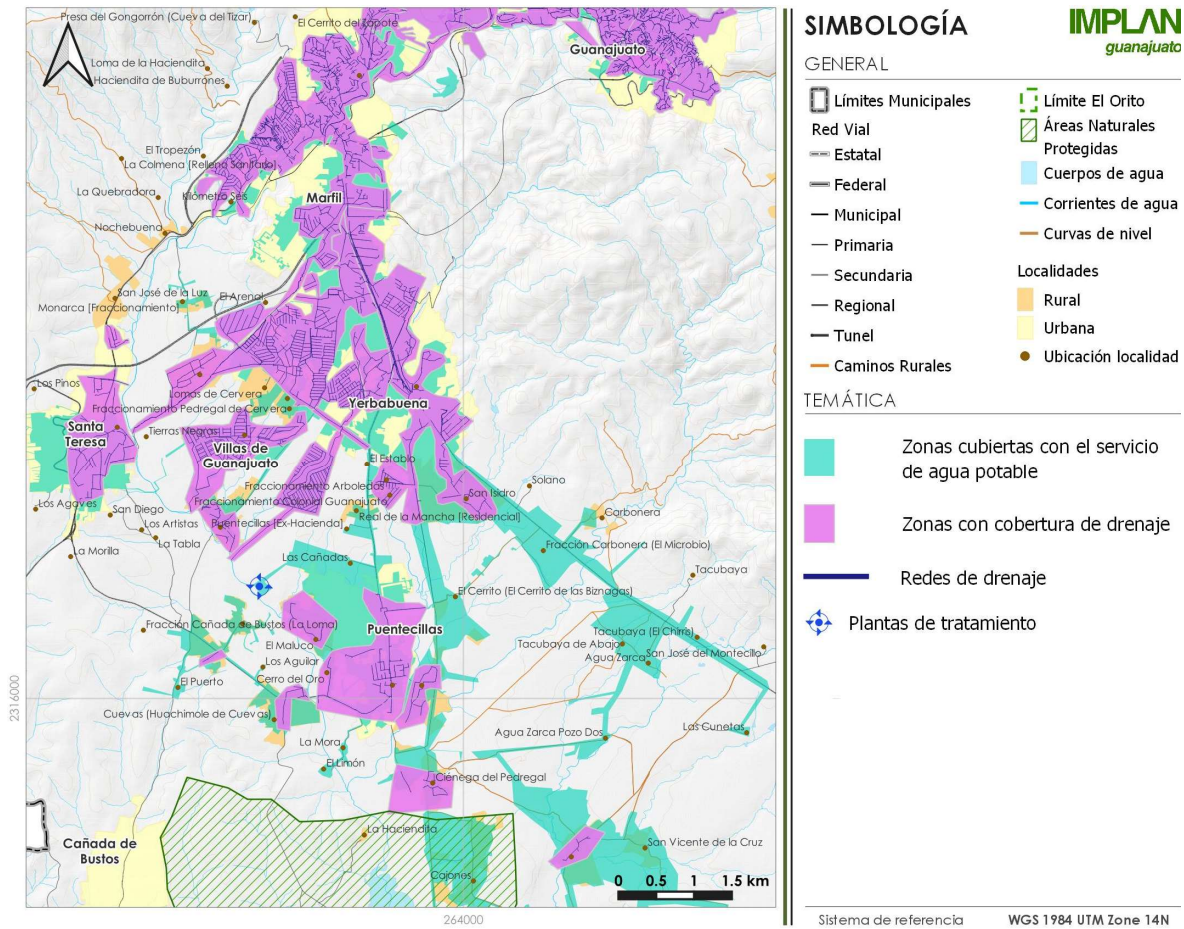 Presa del Gongorrón (Cueva del Tizar)
El Cerrito del Zapote
Guanajuato
Loma de la Haciendita
Haciendita de Buburrones
El Tropezón
La Colmena [Relleno Sanitario]
La Quebradora
Kilómetro Seis
Marfil
Nochebuena
San José de la Luz
El Arenal
Monarca [Fraccionamiento]
Los Pinos
Lomas de Cervera
Fraccionamiento Pedregal de Cervera
Yerbabuena
Santa
Teresa
Tierras Negras
Villas de
Guanajuato
El Establo
Fraccionamiento Arboledas
Solano
Fraccionamiento Colonial Guanajuato
San Isidro
Los Agaves
San Diego
Real de la Mancha [Residencial]
Carbonera
Los Artistas
Puentecillas [Ex-Hacienda]
La Tabla
La Morilla
Las Cañadas
Fracción Carbonera (El Microbio)
Tacubaya
El Cerrito (El Cerrito de las Biznagas)
Fracción Cañada de Bustos (La Loma)
Puentecillas
Tacubaya (El Chirris)
El Maluco
Tacubaya de Abajo
Agua Zarca
San José del Montecillo
Los Aguilar
Cerro del Oro
El Puerto
Cuevas (Huachimole de Cuevas)
Las Cunetas
Agua Zarca Pozo Dos
La Mora
El Limón
Ciénega del Pedregal
La Haciendita
Cañada de
Bustos
San Vicente de la Cruz
Cajones
0 0.5 1 1.5 km
2316000
264000
SIMBOLOGÍA
IMPLAN
guanajuato
GENERAL
Límites Municipales
Red Vial
Estatal
Federal
Municipal
Primaria
Secundaria
Regional
Tunel
Caminos Rurales
Límite El Orito
Áreas Naturales
Protegidas
Cuerpos de agua
Corrientes de agua
Curvas de nivel
Localidades
Rural
Urbana
Ubicación localidad
TEMÁTICA
Zonas cubiertas con el servicio
de agua potable
Zonas con cobertura de drenaje
Redes de drenaje
Plantas de tratamiento
Sistema de referencia WGS 1984 UTM Zone 14N